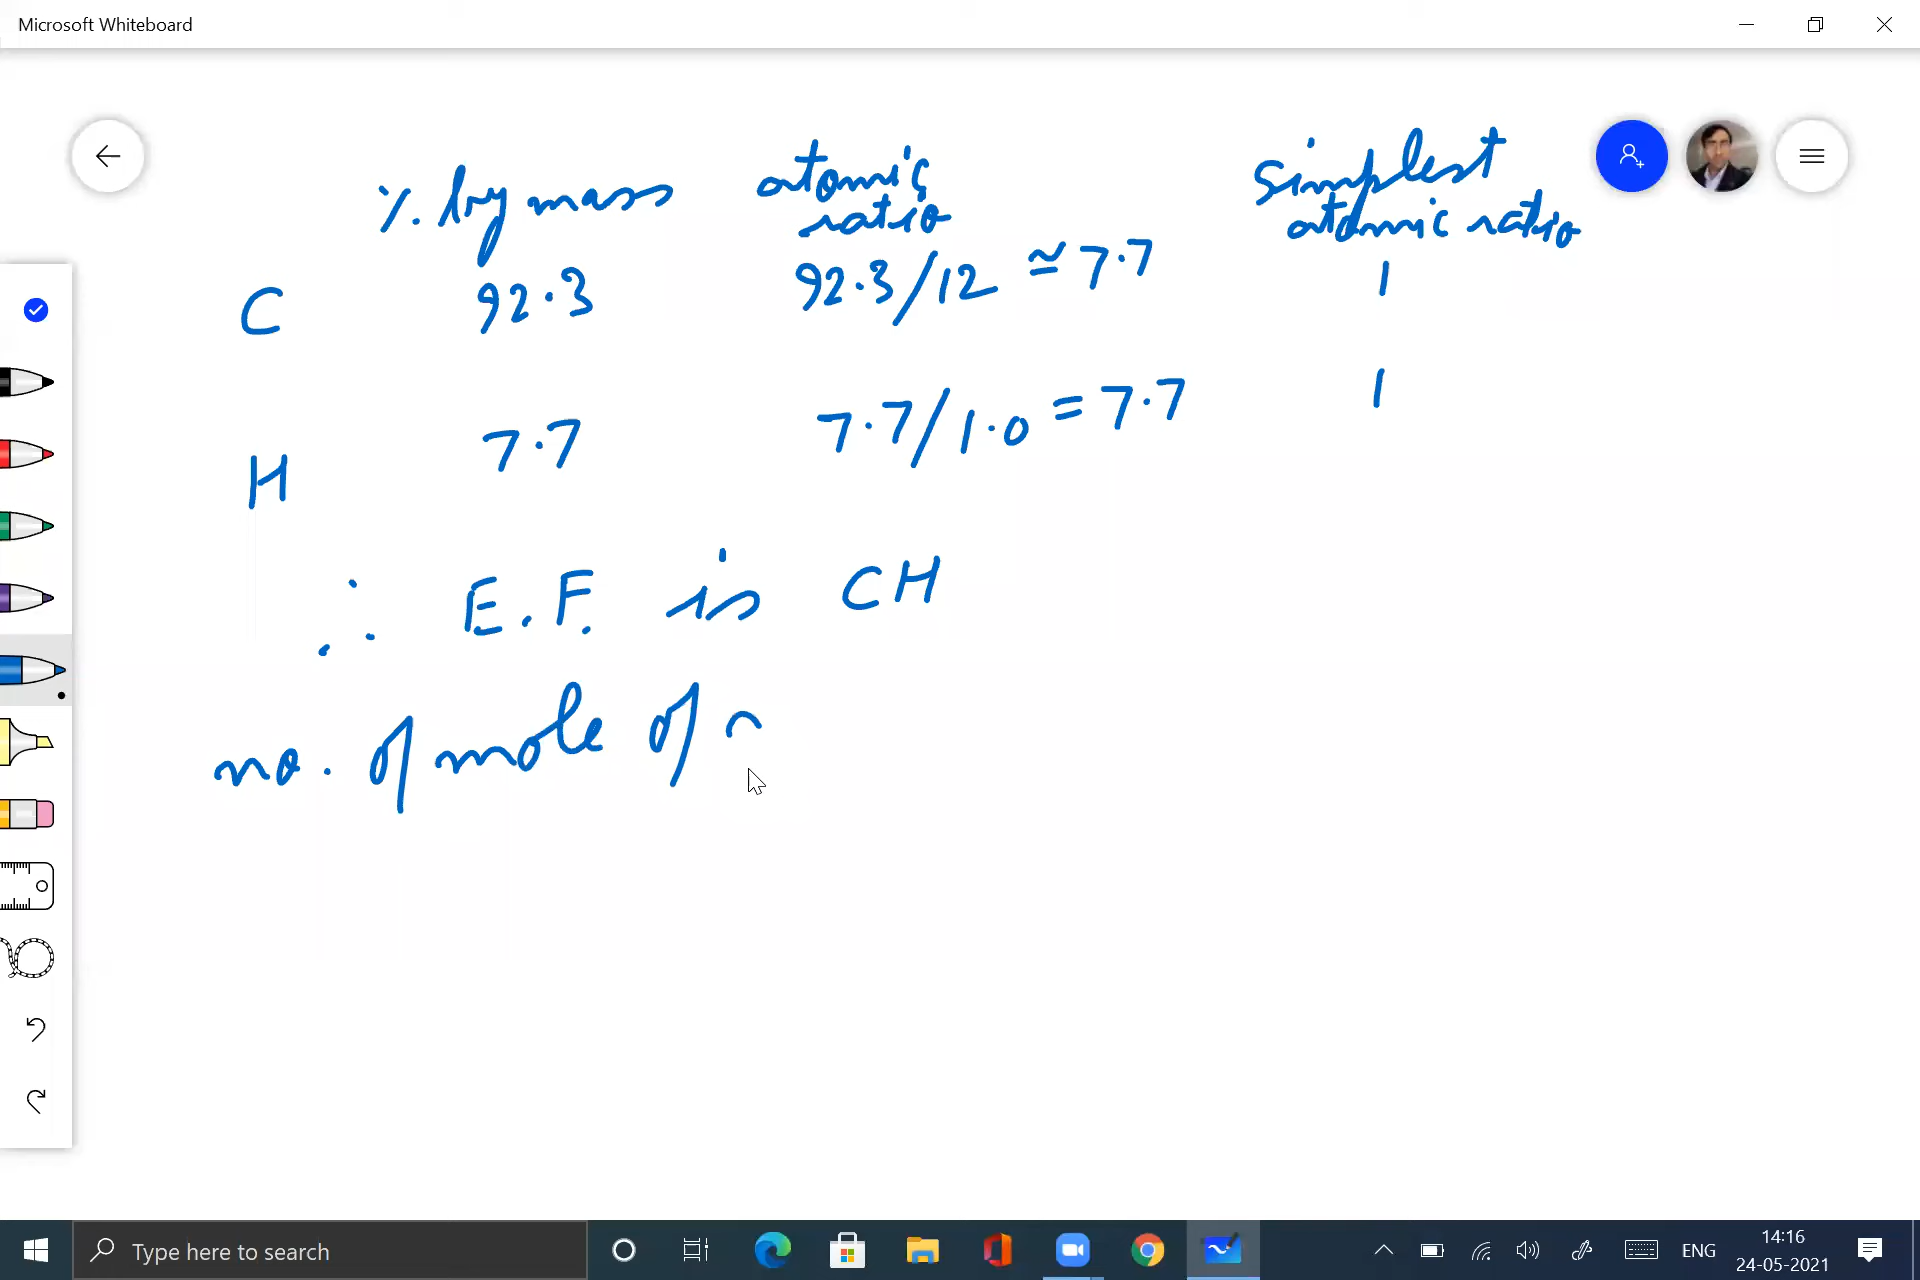 Microsoft Whiteboard
% by mass atomic ratio simplest atomic ratio
C 92.3 92.3/12 ≃ 7.7 1
H 7.7 7.7/1.0 = 7.7 1
∴ E.F. is CH
no. of mole of
Type here to search
ENG
14:16
24-05-2021